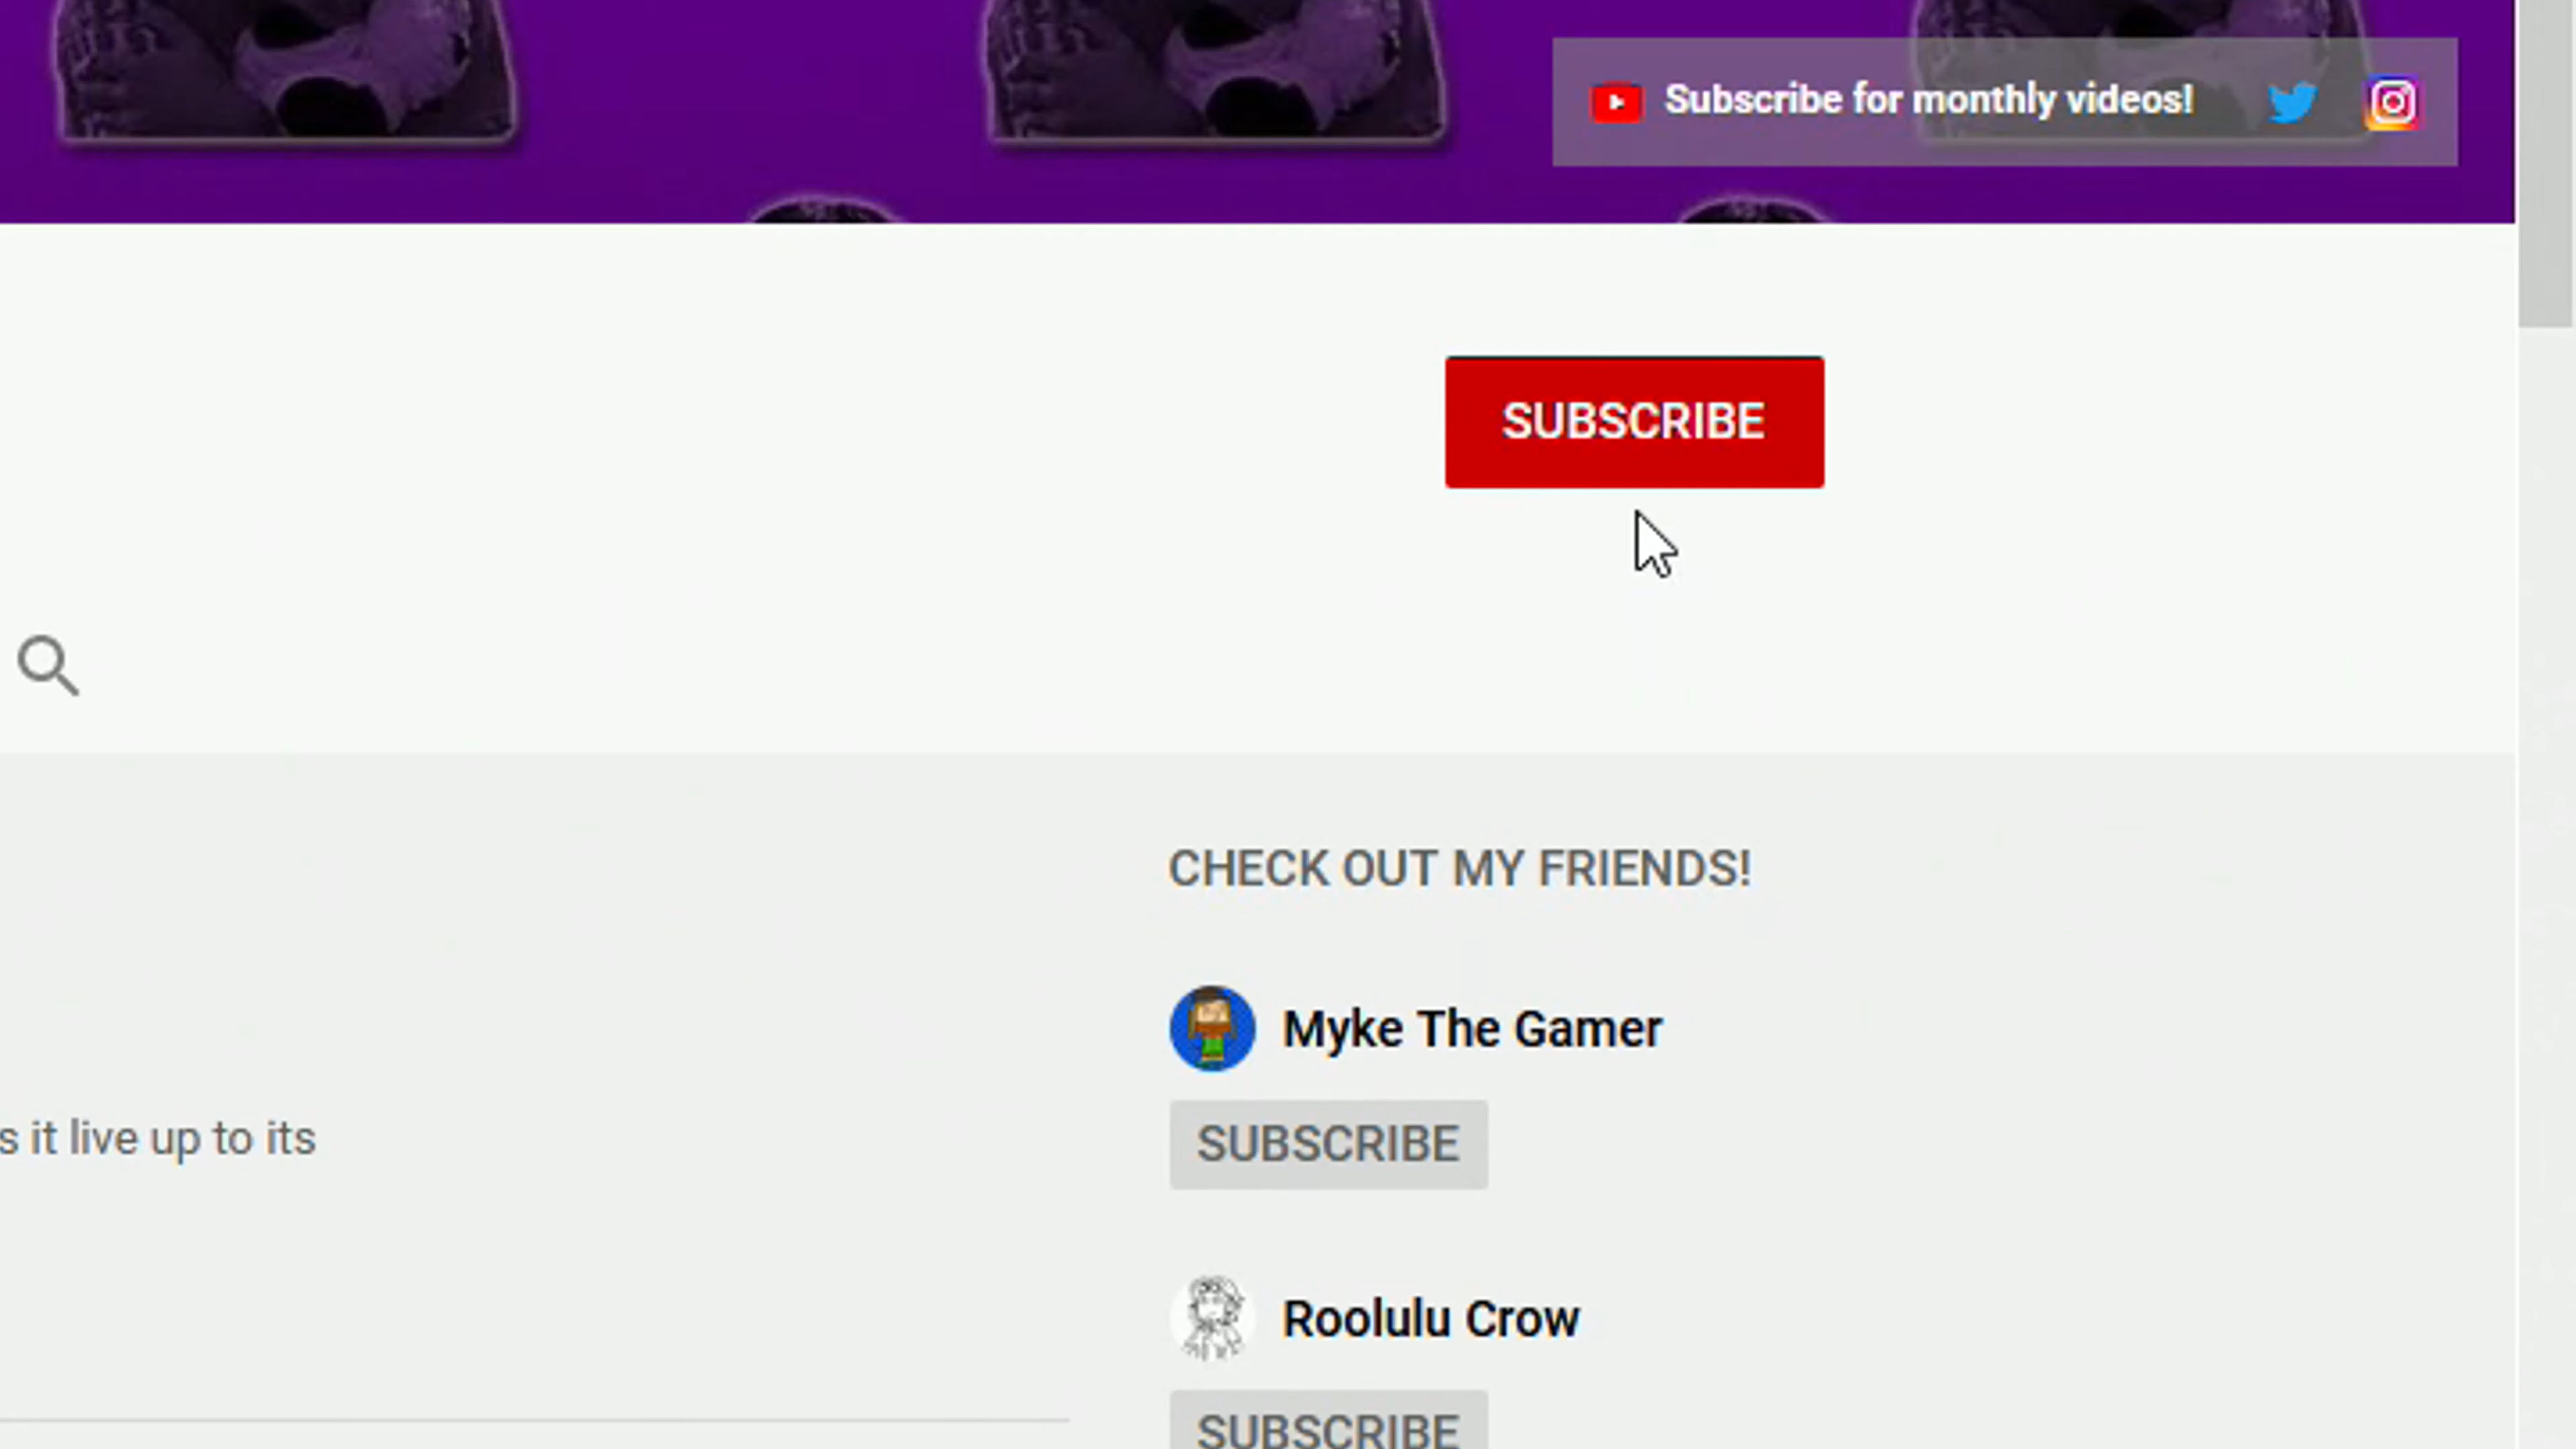 Subscribe for monthly videos!
SUBSCRIBE
CHECK OUT MY FRIENDS!
Myke The Gamer
SUBSCRIBE
s it live up to its
Roolulu Crow
SUBSCRIBE